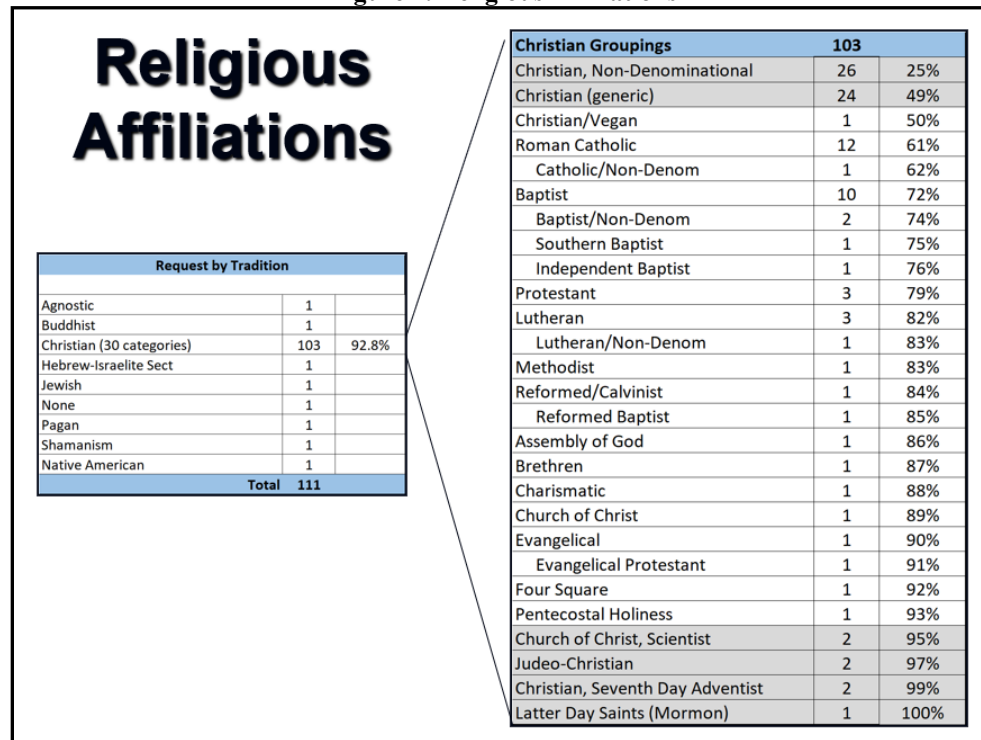 Religious
Affiliations
Request by Tradition
Agnostic 1
Buddhist 1
Christian (30 categories) 103 92.8%
Hebrew-Israelite Sect 1
Jewish 1
None 1
Pagan 1
Shamanism 1
Native American 1
Total 111
Christian Groupings 103
Christian, Non-Denominational 26 25%
Christian (generic) 24 49%
Christian/Vegan 1 50%
Roman Catholic 12 61%
Catholic/Non-Denom 1 62%
Baptist 10 72%
Baptist/Non-Denom 2 74%
Southern Baptist 1 75%
Independent Baptist 1 76%
Protestant 3 79%
Lutheran 3 82%
Lutheran/Non-Denom 1 83%
Methodist 1 83%
Reformed/Calvinist 1 84%
Reformed Baptist 1 85%
Assembly of God 1 86%
Brethren 1 87%
Charismatic 1 88%
Church of Christ 1 89%
Evangelical 1 90%
Evangelical Protestant 1 91%
Four Square 1 92%
Pentecostal Holiness 1 93%
Church of Christ, Scientist 2 95%
Judeo-Christian 2 97%
Christian, Seventh Day Adventist 2 99%
Latter Day Saints (Mormon) 1 100%